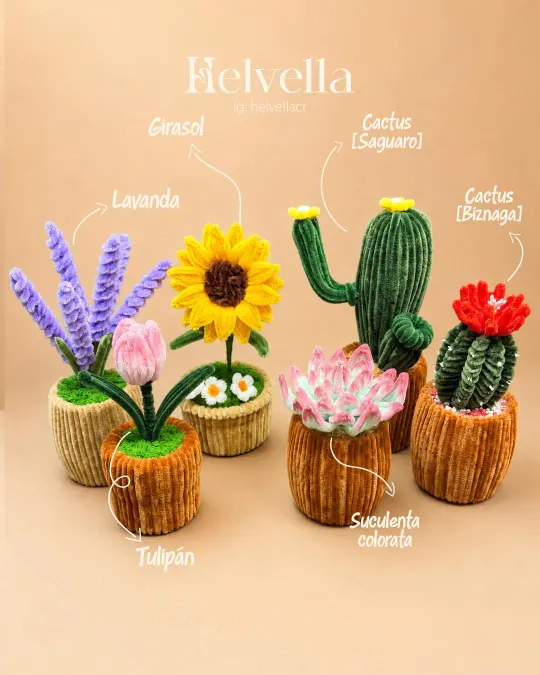 Helvella
ig: helvellacr
Girasol
Cactus
[Saguaro]
Lavanda
Cactus
[Biznaga]
Suculenta
colorata
Tulipán